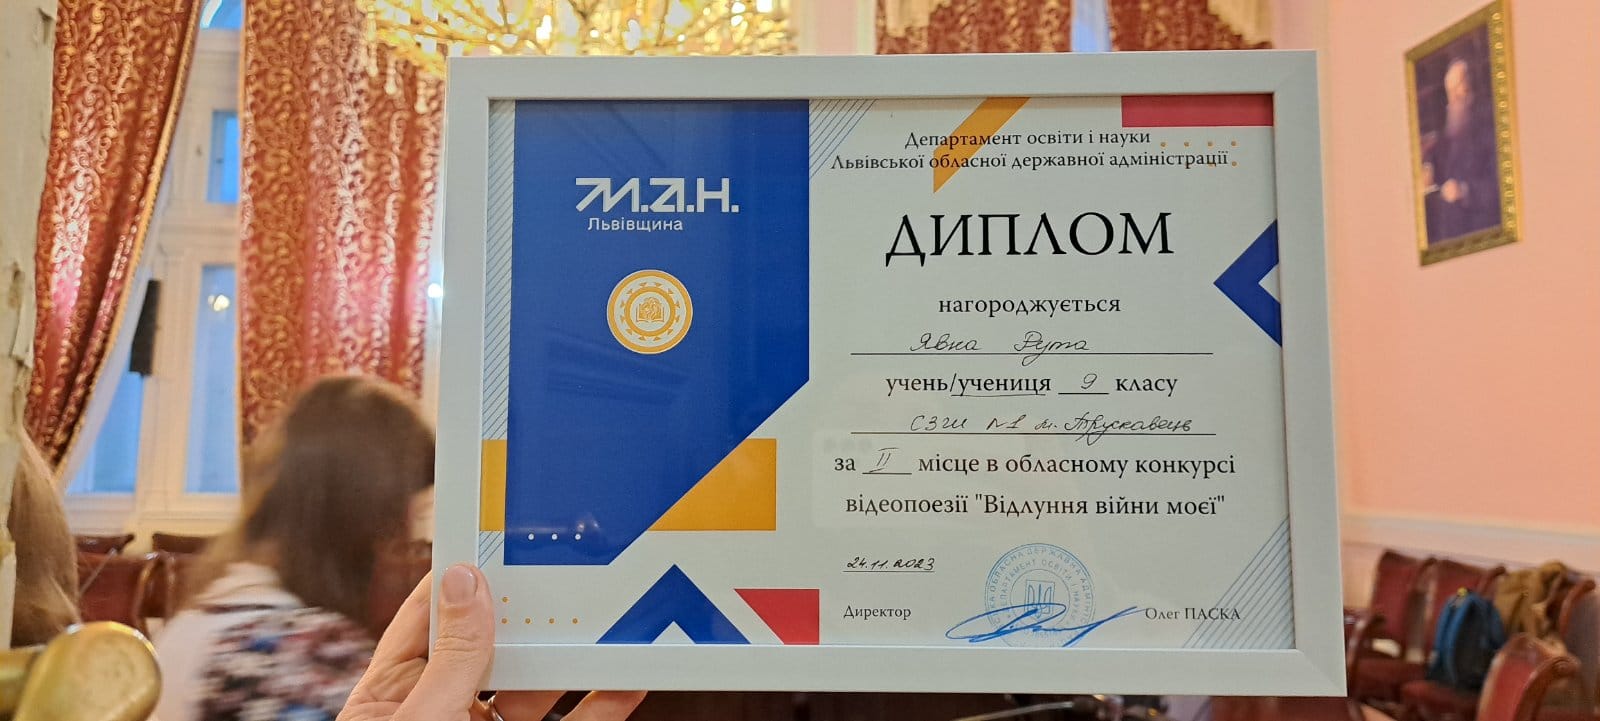 М.А.Н.
Львівщина
Департамент освіти і науки
Львівської обласної державної адміністрації
ДИПЛОМ
нагороджується
Явна Рута
учень/учениця 9 класу
СЗШ №1 м. Трускавець
за II місце в обласному конкурсі
відеопоезії "Відлуння війни моєї"
24.11.2023
Директор
Олег ПАСКА